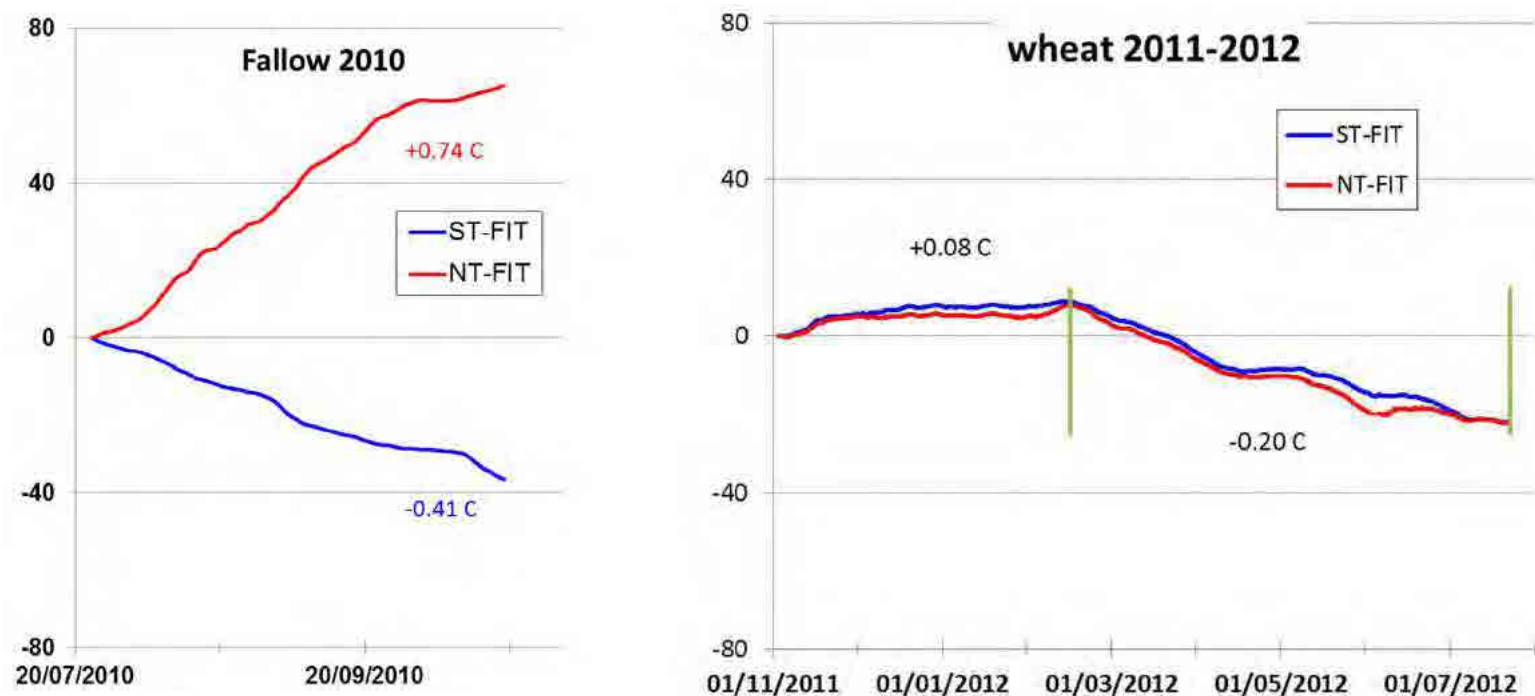 80
Fallow 2010
+0.74 C
40
ST-FIT
NT-FIT
0
-40
-0.41 C
-80
20/07/2010
20/09/2010
80
wheat 2011-2012
ST-FIT
NT-FIT
40
+0.08 C
0
-0.20 C
-40
-80
01/11/2011
01/01/2012
01/03/2012
01/05/2012
01/07/2012